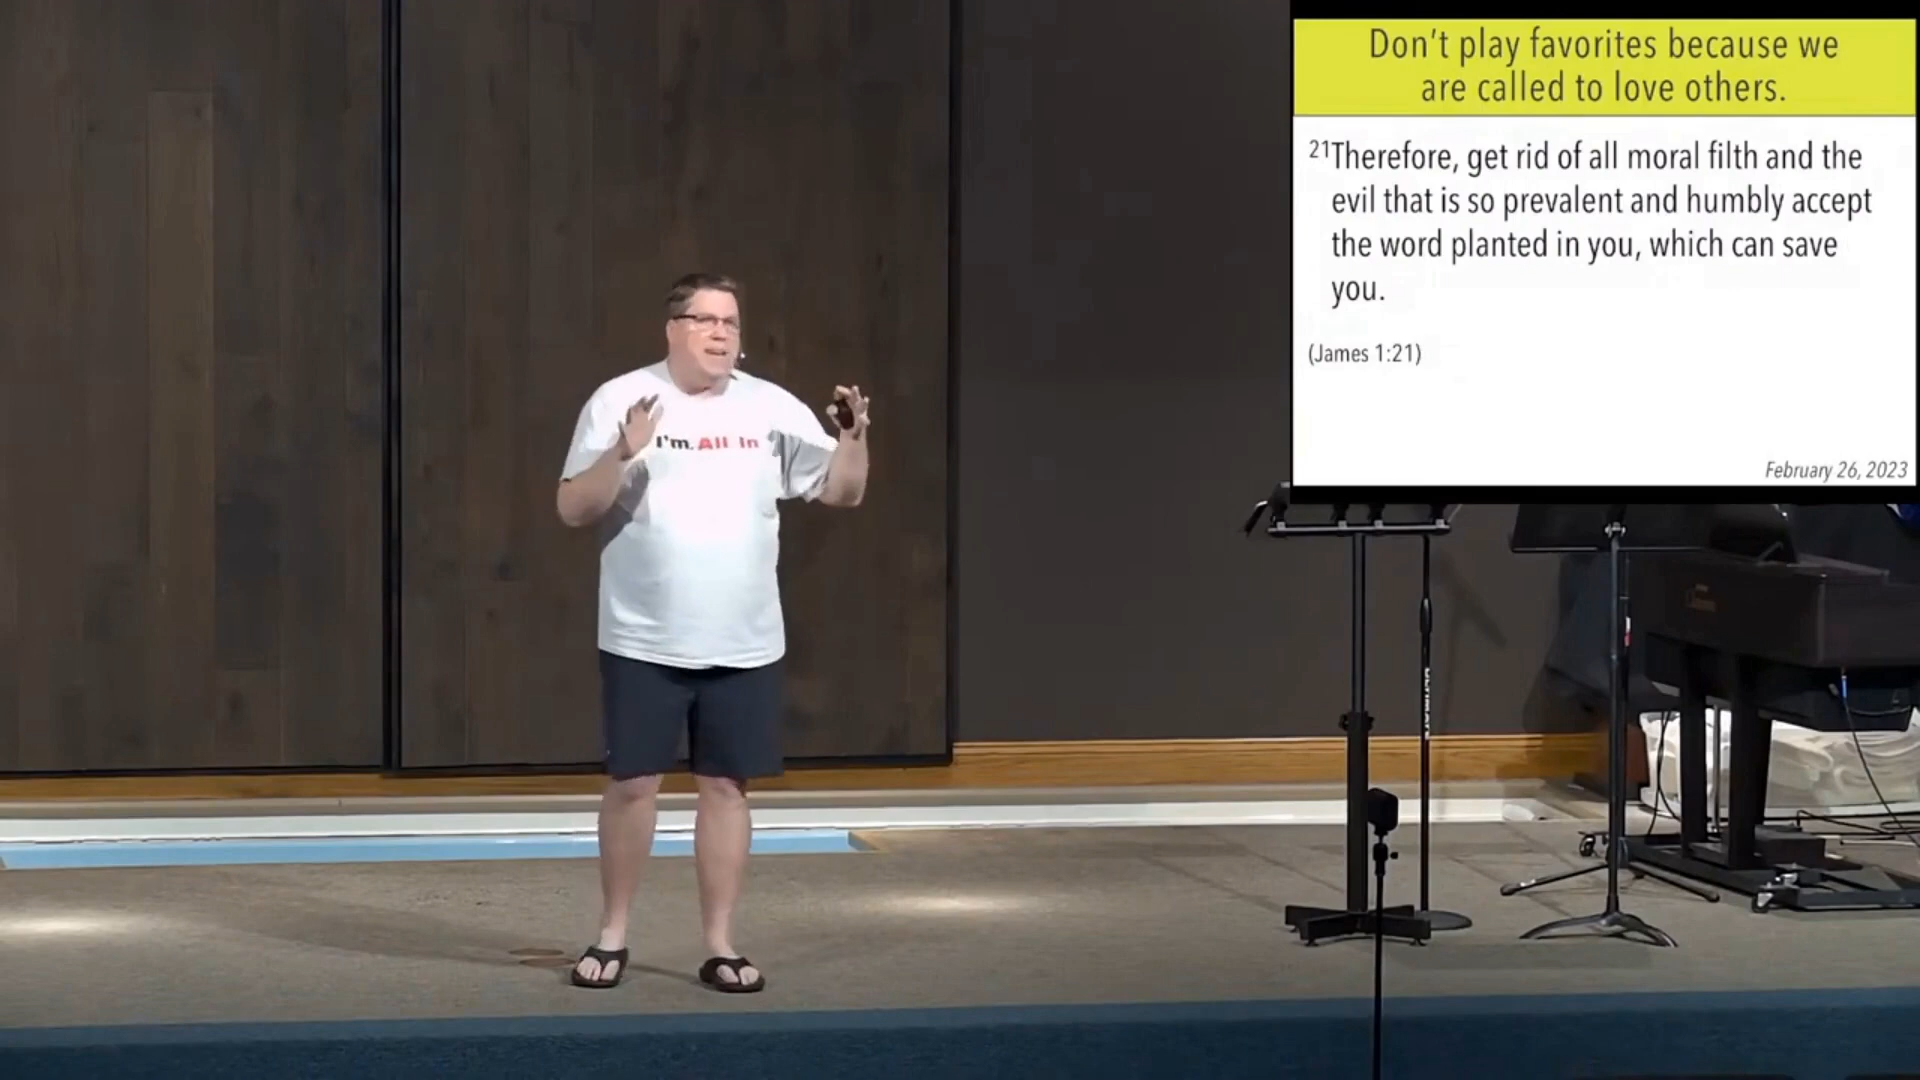 Don't play favorites because we
are called to love others.
21Therefore, get rid of all moral filth and the
evil that is so prevalent and humbly accept
the word planted in you, which can save
you.
(James 1:21)
February 26, 2023
I'm All In